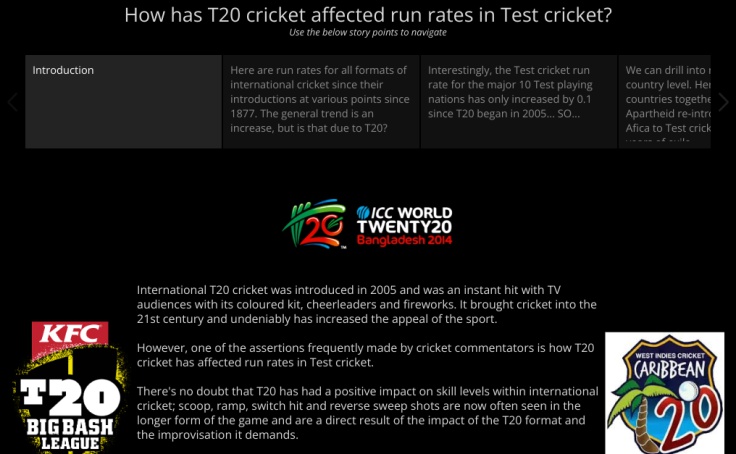 How has T20 cricket affected run rates in Test cricket?
Use the below story points to navigate
Introduction
Here are run rates for all formats of
international cricket since their
introductions at various points since
1877. The general trend is an
increase, but is that due to T20?
Interestingly, the Test cricket run
rate for the major 10 Test playing
nations has only increased by 0.1
since T20 began in 2005... SO...
We can drill into
country level. Her
countries togethe
Apartheid re-intro
Afica to Test crick
T20
ICC WORLD
TWENTY20
Bangladesh 2014
International T20 cricket was introduced in 2005 and was an instant hit with TV
audiences with its coloured kit, cheerleaders and fireworks. It brought cricket into the
21st century and undeniably has increased the appeal of the sport.
However, one of the assertions frequently made by cricket commentators is how T20
cricket has affected run rates in Test cricket.
There's no doubt that T20 has had a positive impact on skill levels within international
cricket; scoop, ramp, switch hit and reverse sweep shots are now often seen in the
longer form of the game and are a direct result of the impact of the T20 format and
the improvisation it demands.
KFC
T20
BIG BASH
LEAGUE
WEST INDIES CRICKET
CARIBBEAN
20